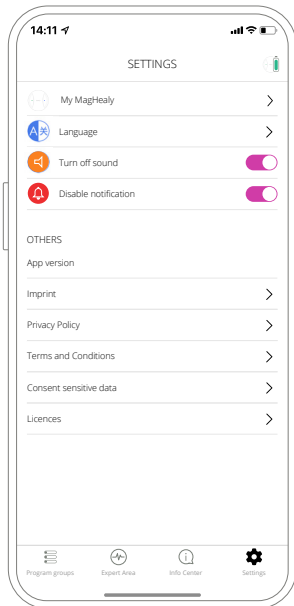 14:11
SETTINGS
My MagHealy
Language
Turn off sound
Disable notification
OTHERS
App version
Imprint
Privacy Policy
Terms and Conditions
Consent sensitive data
Licences
Program groups
Expert Area
Info Center
Settings